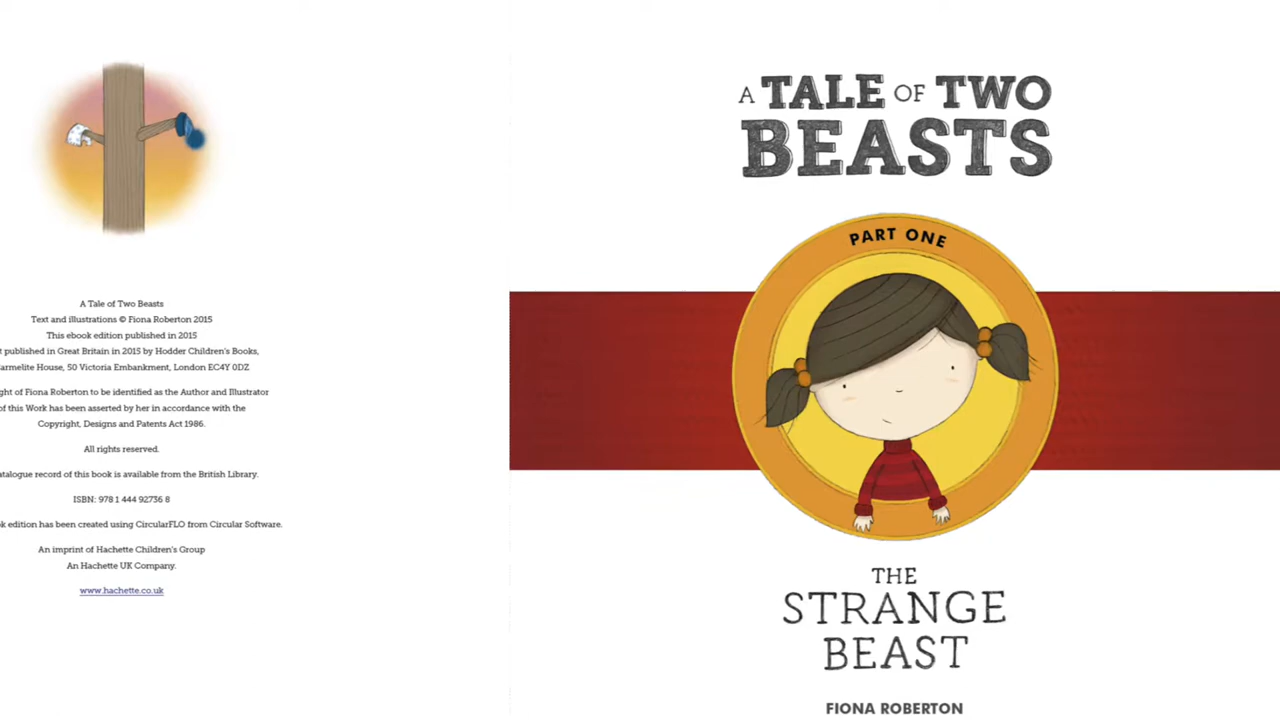 A Tale of Two Beasts
Text and illustrations © Fiona Roberton 2015
This ebook edition published in 2015
published in Great Britain in 2015 by Hodder Children's Books,
House, 50 Victoria Embankment, London EC4Y 0DZ
of Fiona Roberton to be identified as the Author and Illustrator
of this Work has been asserted by her in accordance with the
Copyright, Designs and Patents Act 1986.
All rights reserved.
record of this book is available from the British Library.
ISBN: 978 1 444 92736 8
edition has been created using CircularFLO from Circular Software.
An imprint of Hachette Children's Group
An Hachette UK Company.
www.hachette.co.uk
A TALE OF TWO
BEASTS
PART ONE
THE
STRANGE
BEAST
FIONA ROBERTON